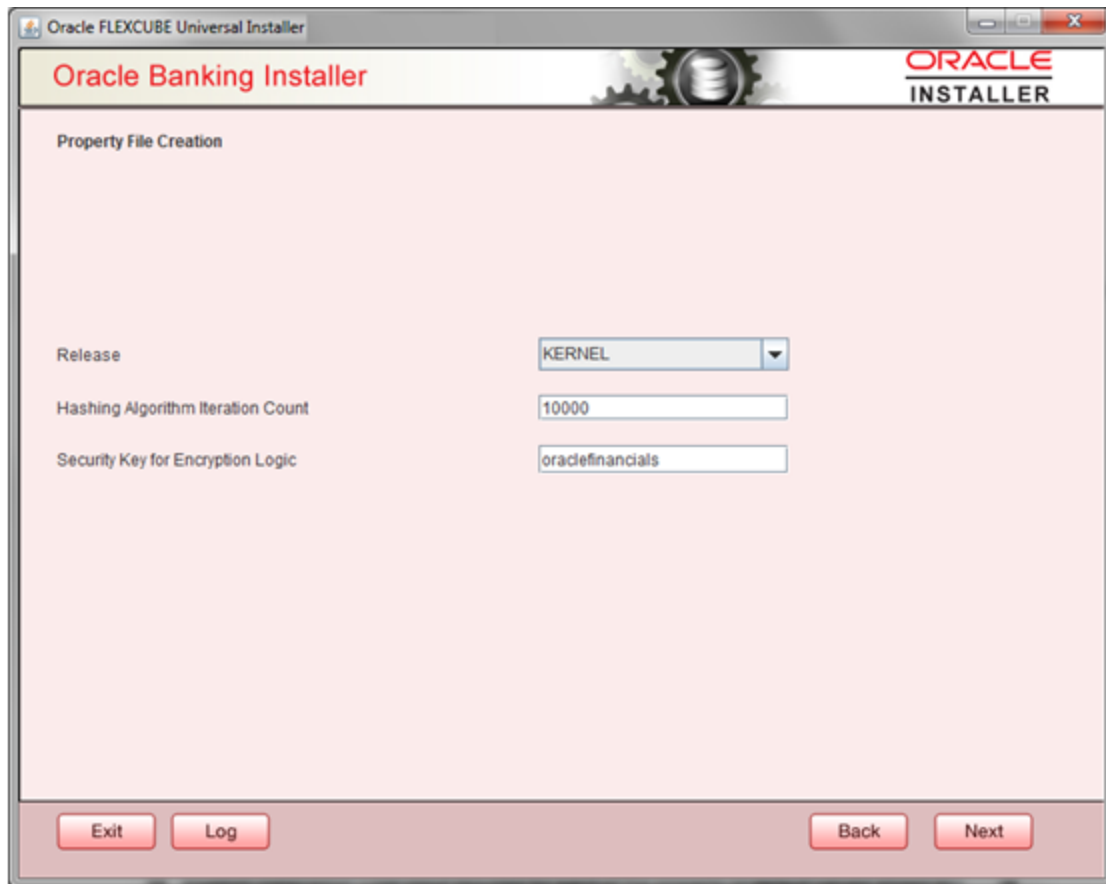 Oracle FLEXCUBE Universal Installer
Oracle Banking Installer
ORACLE
INSTALLER
Property File Creation
Release KERNEL
Hashing Algorithm Iteration Count 10000
Security Key for Encryption Logic oraclefinancials
Exit Log Back Next